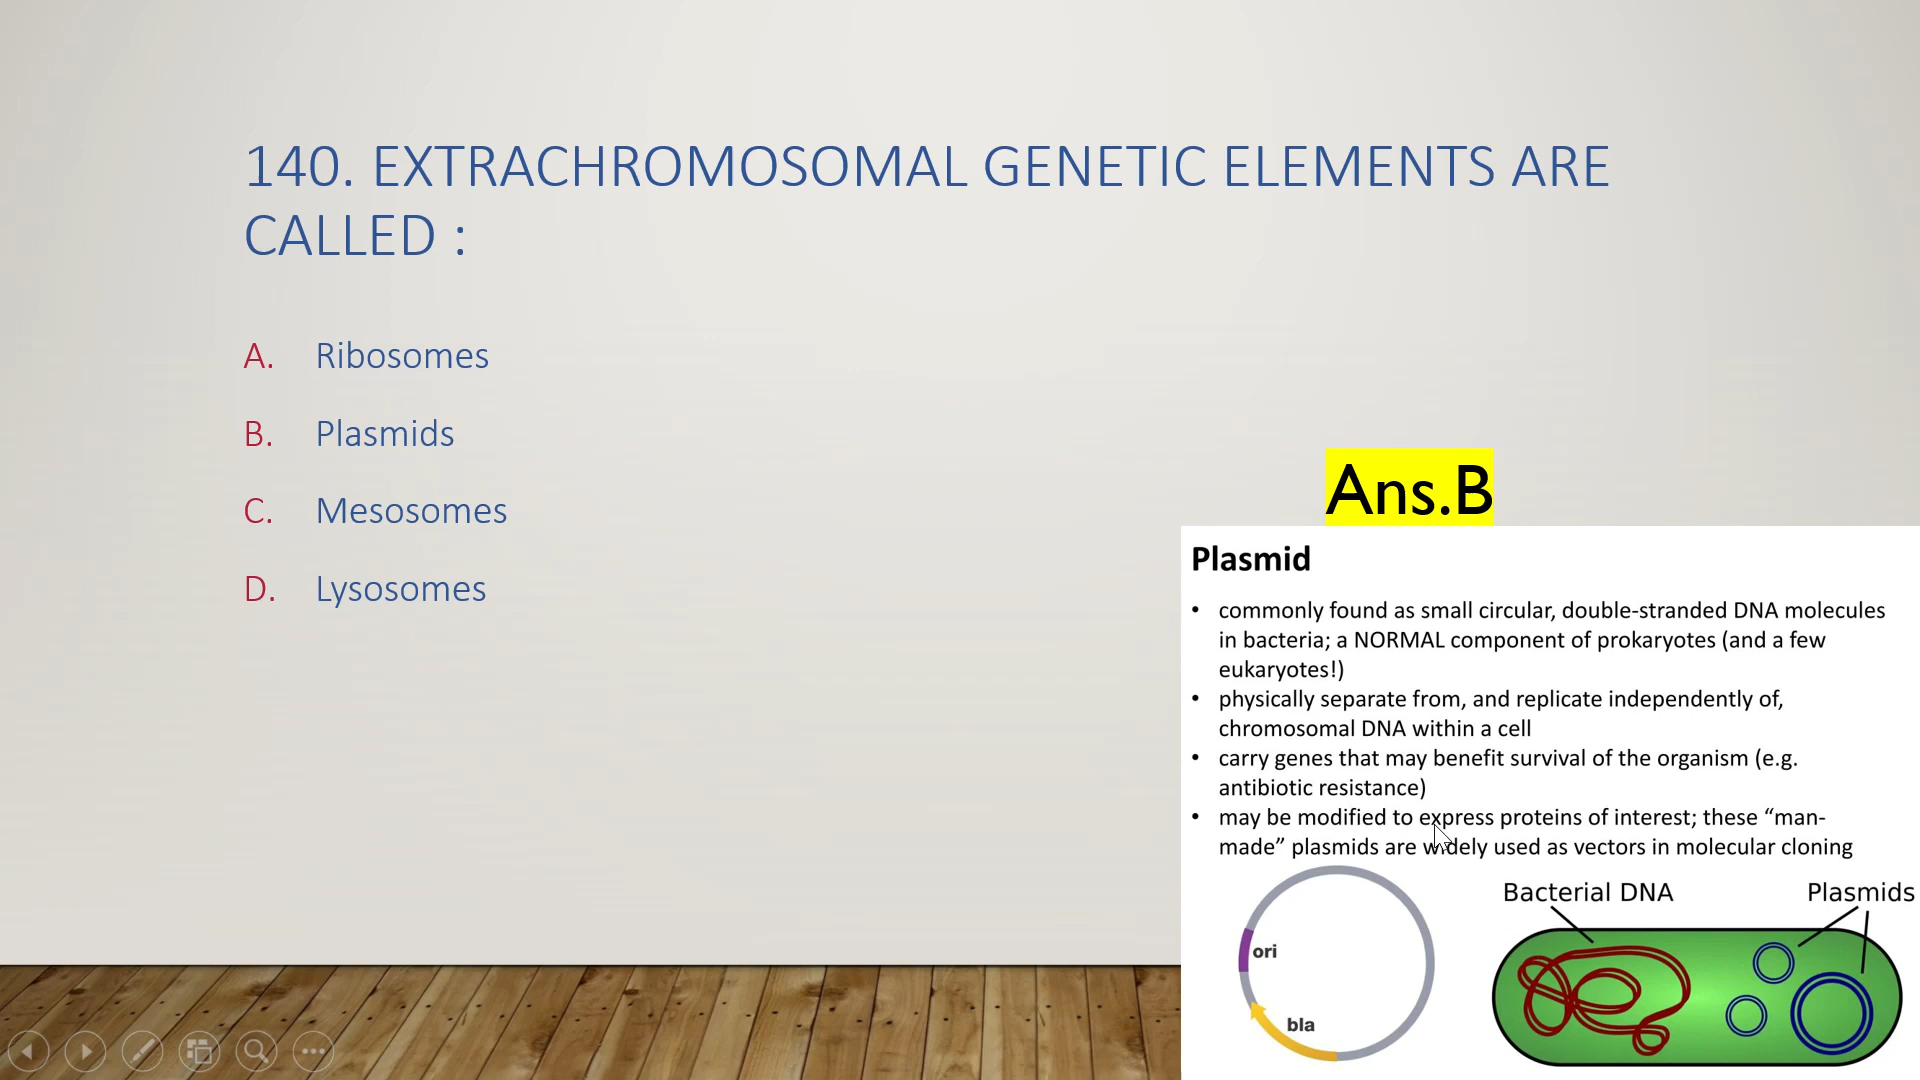 140. EXTRACHROMOSOMAL GENETIC ELEMENTS ARE
CALLED :
A. Ribosomes
B. Plasmids
C. Mesosomes
D. Lysosomes
Ans.B
Plasmid
• commonly found as small circular, double-stranded DNA molecules
in bacteria; a NORMAL component of prokaryotes (and a few
eukaryotes!)
• physically separate from, and replicate independently of,
chromosomal DNA within a cell
• carry genes that may benefit survival of the organism (e.g.
antibiotic resistance)
• may be modified to express proteins of interest; these “man-
made” plasmids are widely used as vectors in molecular cloning
ori
bla
Bacterial DNA
Plasmids